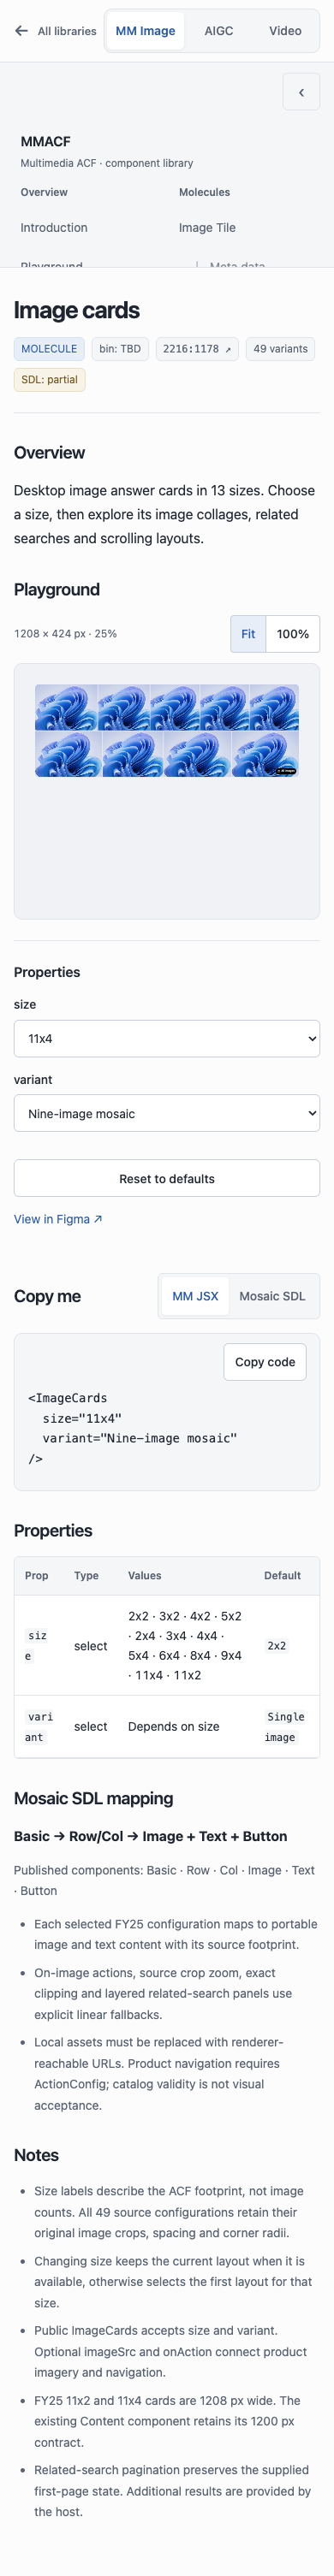 ← All libraries MM Image AIGC Video
‹
MMACF
Multimedia ACF · component library
Overview Molecules
Introduction Image Tile
Playground Meta data
Image cards
MOLECULE bin: TBD 2216:1178 ↗ 49 variants
SDL: partial
Overview
Desktop image answer cards in 13 sizes. Choose
a size, then explore its image collages, related
searches and scrolling layouts.
Playground
1208 × 424 px · 25% Fit 100%
Properties
size
11x4
variant
Nine-image mosaic
Reset to defaults
View in Figma ↗
Copy me MM JSX Mosaic SDL
Copy code
<ImageCards
  size="11x4"
  variant="Nine-image mosaic"
/>
Properties
Prop Type Values Default
2x2 · 3x2 · 4x2 · 5x2
siz · 2x4 · 3x4 · 4x4 ·
e select 5x4 · 6x4 · 8x4 · 9x4 2x2
· 11x4 · 11x2
vari select Depends on size Single
ant image
Mosaic SDL mapping
Basic → Row/Col → Image + Text + Button
Published components: Basic · Row · Col · Image · Text
· Button
• Each selected FY25 configuration maps to portable
image and text content with its source footprint.
• On-image actions, source crop zoom, exact
clipping and layered related-search panels use
explicit linear fallbacks.
• Local assets must be replaced with renderer-
reachable URLs. Product navigation requires
ActionConfig; catalog validity is not visual
acceptance.
Notes
• Size labels describe the ACF footprint, not image
counts. All 49 source configurations retain their
original image crops, spacing and corner radii.
• Changing size keeps the current layout when it is
available, otherwise selects the first layout for that
size.
• Public ImageCards accepts size and variant.
Optional imageSrc and onAction connect product
imagery and navigation.
• FY25 11x2 and 11x4 cards are 1208 px wide. The
existing Content component retains its 1200 px
contract.
• Related-search pagination preserves the supplied
first-page state. Additional results are provided by
the host.